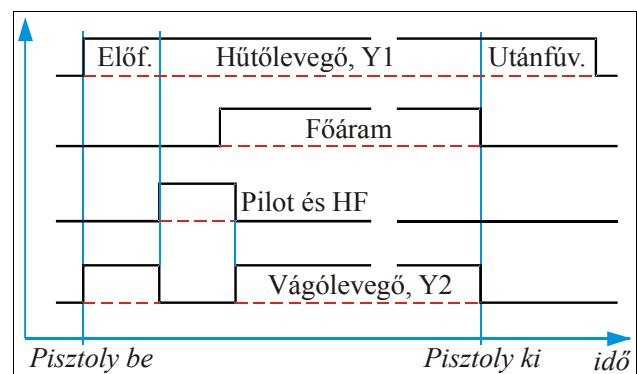 Előf. Hűtőlevegő, Y1 Utánfúv.
Főáram
Pilot és HF
Vágólevegő, Y2
Pisztoly be Pisztoly ki idő